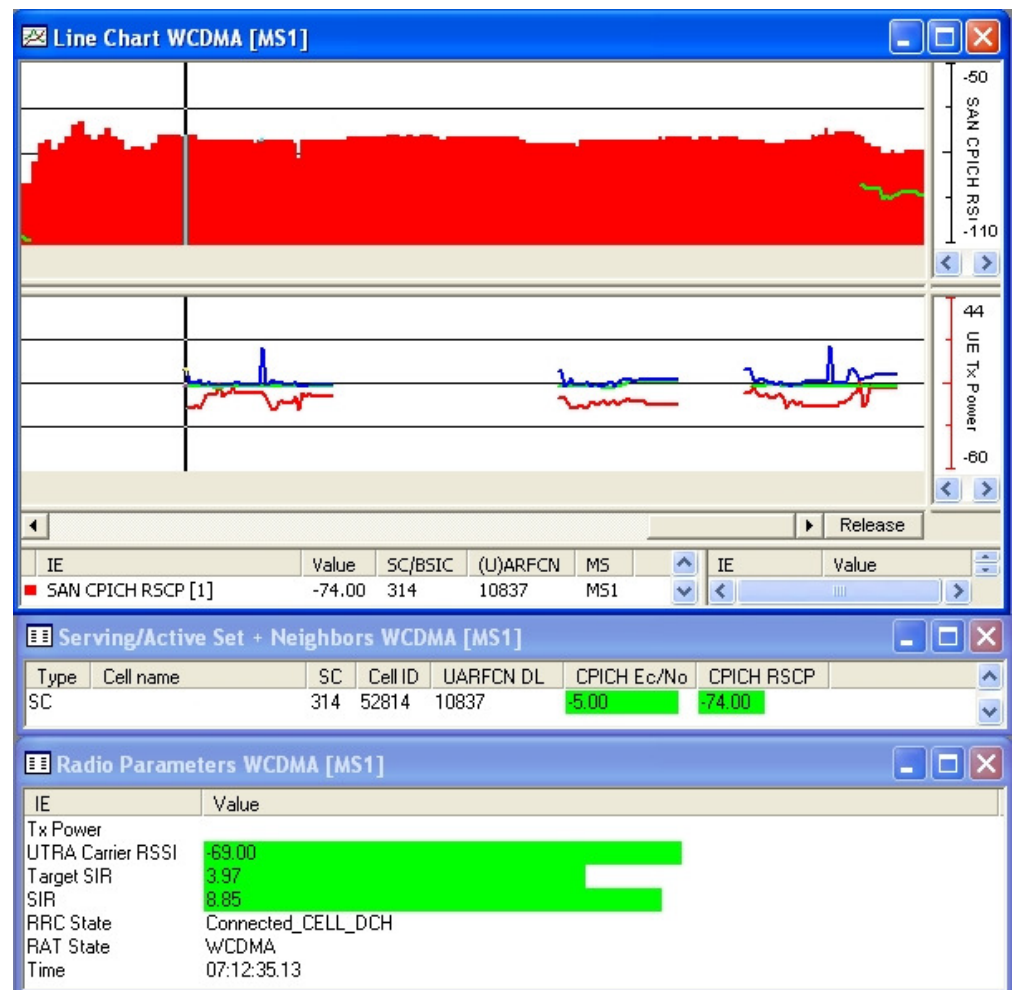 Line Chart WCDMA [MS1]
-50
SAN CPICH RS
-110
44
UE Tx Power
-60
Release
IE Value SC/BSIC (U)ARFCN MS IE Value
SAN CPICH RSCP [1] -74.00 314 10837 MS1
Serving/Active Set + Neighbors WCDMA [MS1]
Type Cell name SC Cell ID UARFCN DL CPICH Ec/No CPICH RSCP
SC 314 52814 10837 -5.00 -74.00
Radio Parameters WCDMA [MS1]
IE Value
Tx Power
UTRA Carrier RSSI -69.00
Target SIR 3.97
SIR 8.85
RRC State Connected_CELL_DCH
RAT State WCDMA
Time 07:12:35.13